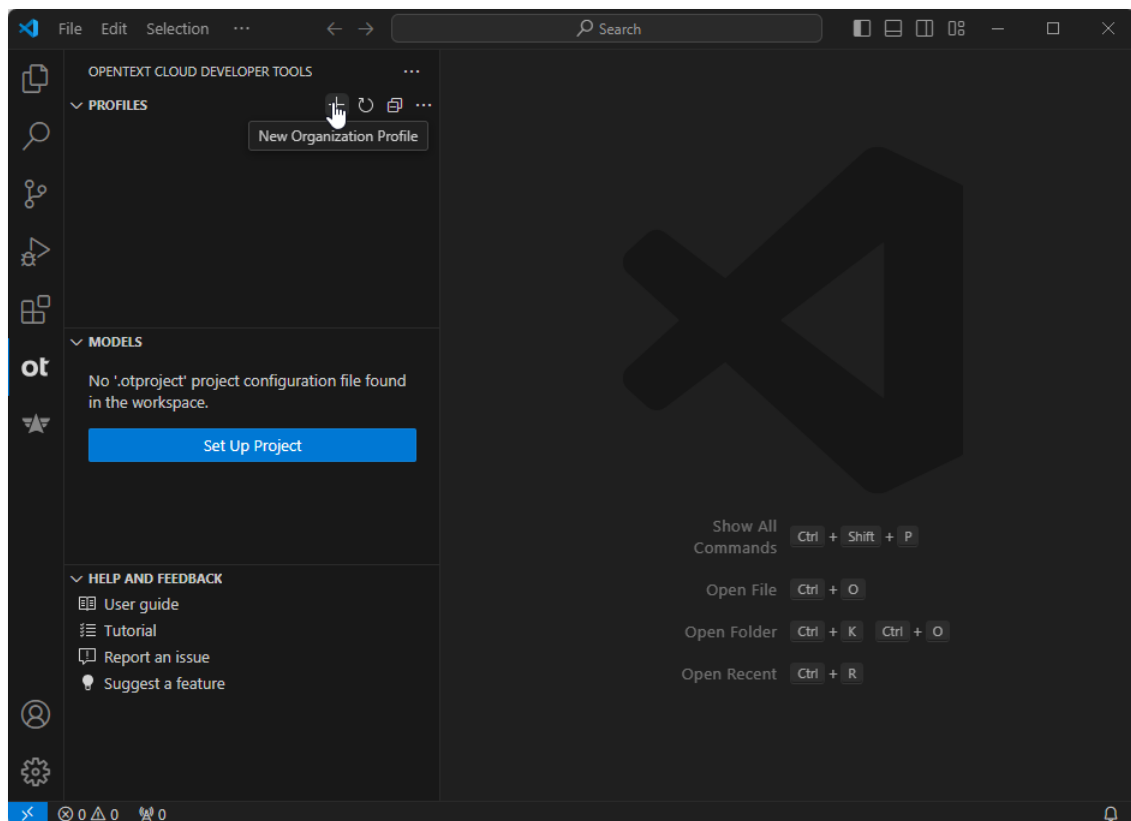 File Edit Selection ··· Search
OPENTEXT CLOUD DEVELOPER TOOLS ···
PROFILES ···
New Organization Profile
MODELS
ot
No '.otproject' project configuration file found
in the workspace.
Set Up Project
Show All
Commands Ctrl + Shift + P
Open File Ctrl + O
Open Folder Ctrl + K Ctrl + O
Open Recent Ctrl + R
HELP AND FEEDBACK
User guide
Tutorial
Report an issue
Suggest a feature
0 0 0